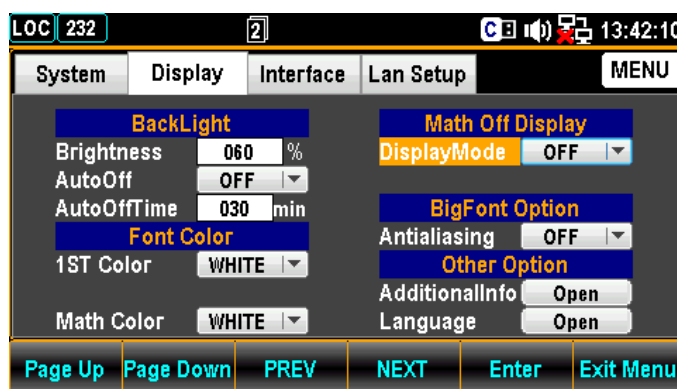 LOC 232 2 C 13:42:10
System Display Interface Lan Setup MENU
BackLight
Brightness 060 %
AutoOff OFF
AutoOffTime 030 min
Font Color
1ST Color WHITE
Math Color WHITE
Math Off Display
DisplayMode OFF
BigFont Option
Antialiasing OFF
Other Option
AdditionalInfo Open
Language Open
Page Up Page Down PREV NEXT Enter Exit Menu